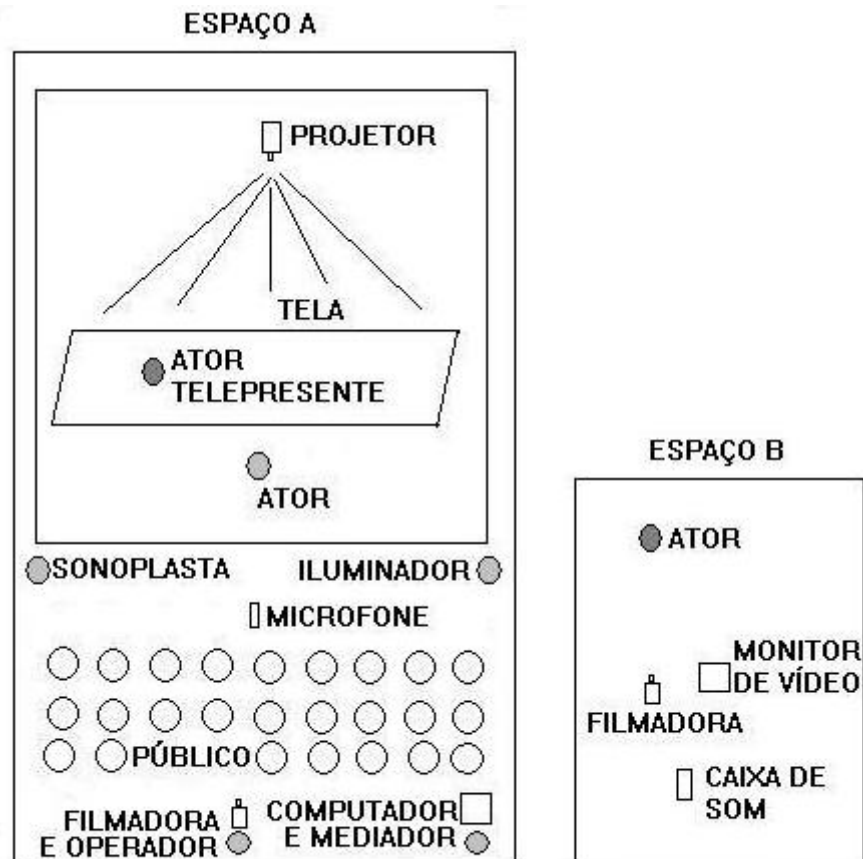 ESPAÇO A
PROJETOR
TELA
ATOR
TELEPRESENTE
ATOR
SONOPLASTA
ILUMINADOR
MICROFONE
PÚBLICO
FILMADORA
E OPERADOR
COMPUTADOR
E MEDIADOR
ESPAÇO B
ATOR
MONITOR
DE VÍDEO
FILMADORA
CAIXA DE
SOM